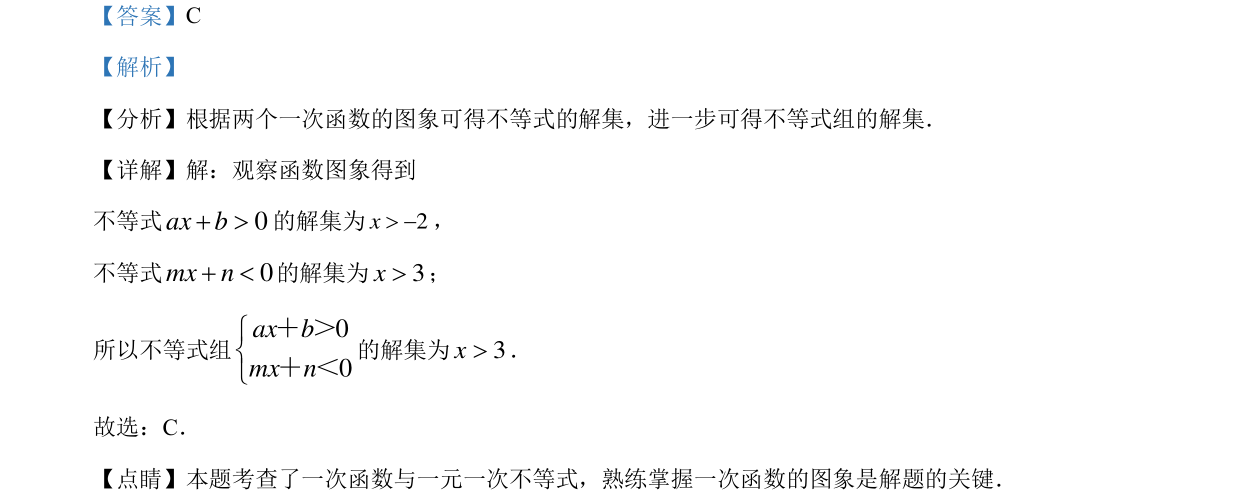 【答案】C
【解析】
【分析】根据两个一次函数的图象可得不等式的解集，进一步可得不等式组的解集．
【详解】解：观察函数图象得到
不等式ax+b>0的解集为x>−2，
不等式mx+n<0的解集为x>3；
所以不等式组{ax＋b＞0
mx＋n＜0的解集为x>3．
故选：C．
【点睛】本题考查了一次函数与一元一次不等式，熟练掌握一次函数的图象是解题的关键．